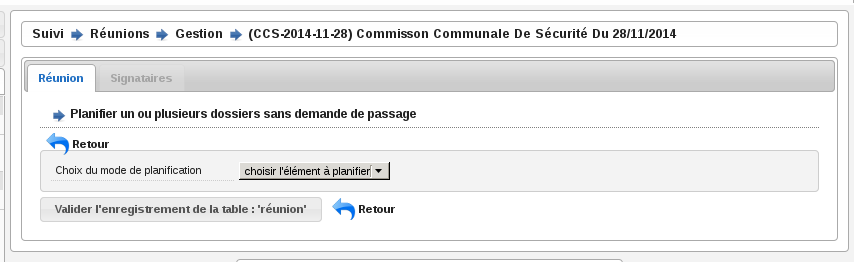 Suivi Réunions Gestion (CCS-2014-11-28) Commisson Communale De Sécurité Du 28/11/2014
Réunion Signataires
Planifier un ou plusieurs dossiers sans demande de passage
Retour
Choix du mode de planification choisir l'élément à planifier
Valider l'enregistrement de la table : 'réunion' Retour